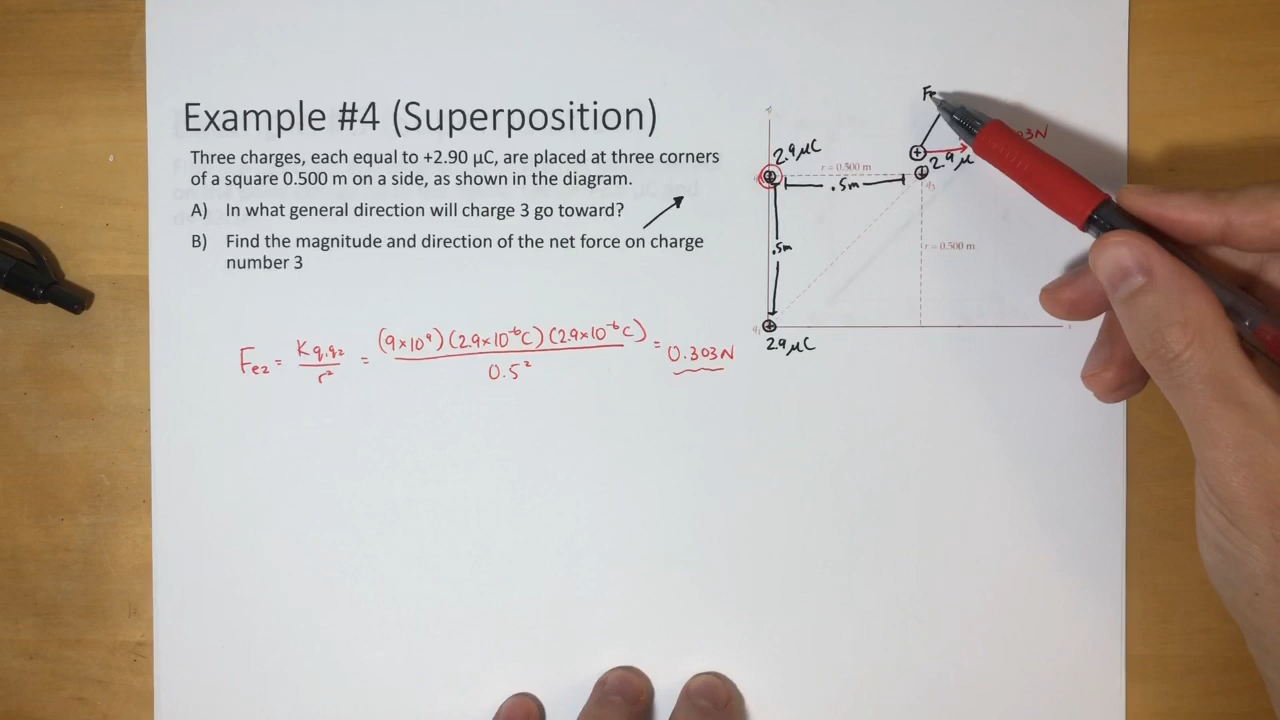 Example #4 (Superposition)
Three charges, each equal to +2.90 µC, are placed at three corners
of a square 0.500 m on a side, as shown in the diagram.
A) In what general direction will charge 3 go toward?
B) Find the magnitude and direction of the net force on charge
number 3
Fe2 = Kq1q2 / r² = (9×10⁹)(2.9×10⁻⁶C)(2.9×10⁻⁶C) / 0.5² = 0.303N
Fe
2.9µC
r = 0.500 m
.5m
2.9µ
q3
.5m
r = 0.500 m
x
2.9µC